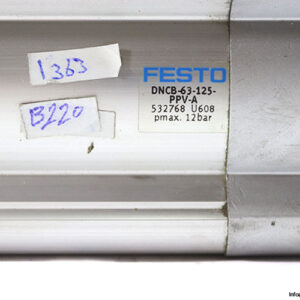 1363
B220
FESTO
DNCB-63-125-
PPV-A
532768 U608
pmax. 12bar